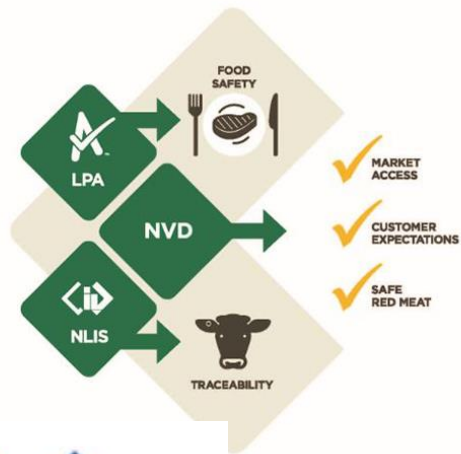 FOOD
SAFETY
LPA
MARKET
ACCESS
NVD
CUSTOMER
EXPECTATIONS
SAFE
RED MEAT
NLIS
TRACEABILITY